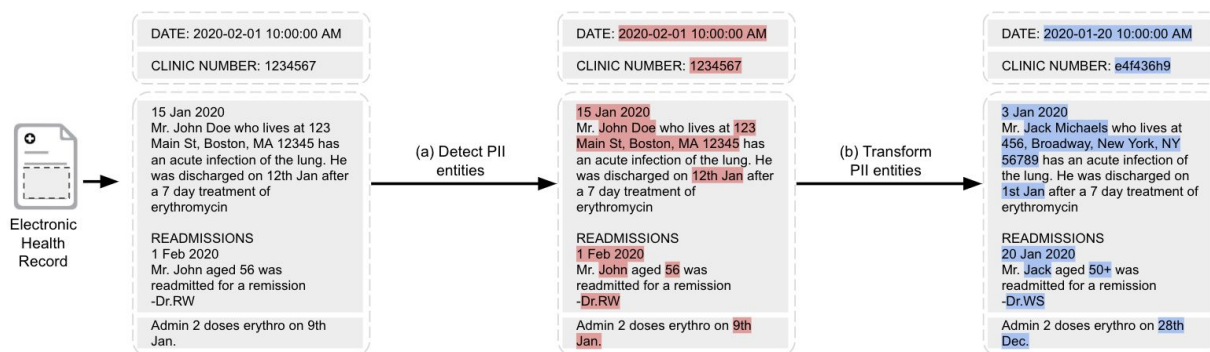 Electronic
Health
Record
DATE: 2020-02-01 10:00:00 AM
CLINIC NUMBER: 1234567
15 Jan 2020
Mr. John Doe who lives at 123
Main St, Boston, MA 12345 has
an acute infection of the lung. He
was discharged on 12th Jan after
a 7 day treatment of
erythromycin
READMISSIONS
1 Feb 2020
Mr. John aged 56 was
readmitted for a remission
-Dr.RW
Admin 2 doses erythro on 9th
Jan.
(a) Detect PII
entities
DATE: 2020-02-01 10:00:00 AM
CLINIC NUMBER: 1234567
15 Jan 2020
Mr. John Doe who lives at 123
Main St, Boston, MA 12345 has
an acute infection of the lung. He
was discharged on 12th Jan after
a 7 day treatment of
erythromycin
READMISSIONS
1 Feb 2020
Mr. John aged 56 was
readmitted for a remission
-Dr.RW
Admin 2 doses erythro on 9th
Jan.
(b) Transform
PII entities
DATE: 2020-01-20 10:00:00 AM
CLINIC NUMBER: e4f436h9
3 Jan 2020
Mr. Jack Michaels who lives at
456, Broadway, New York, NY
56789 has an acute infection of
the lung. He was discharged on
1st Jan after a 7 day treatment of
erythromycin
READMISSIONS
20 Jan 2020
Mr. Jack aged 50+ was
readmitted for a remission
-Dr.WS
Admin 2 doses erythro on 28th
Dec.